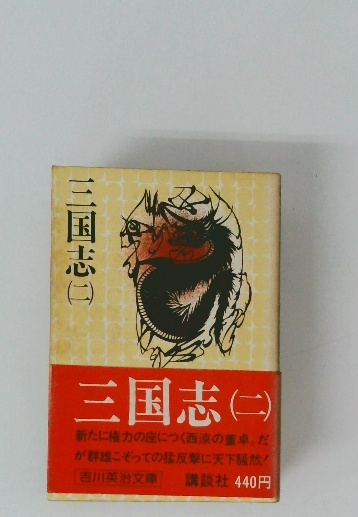 三国志㈡
三国志㈡
新たに権力の座につく西涼の董卓。だ
が群雄こぞっての猛反撃に天下騒然！
吉川英治文庫
講談社 440円